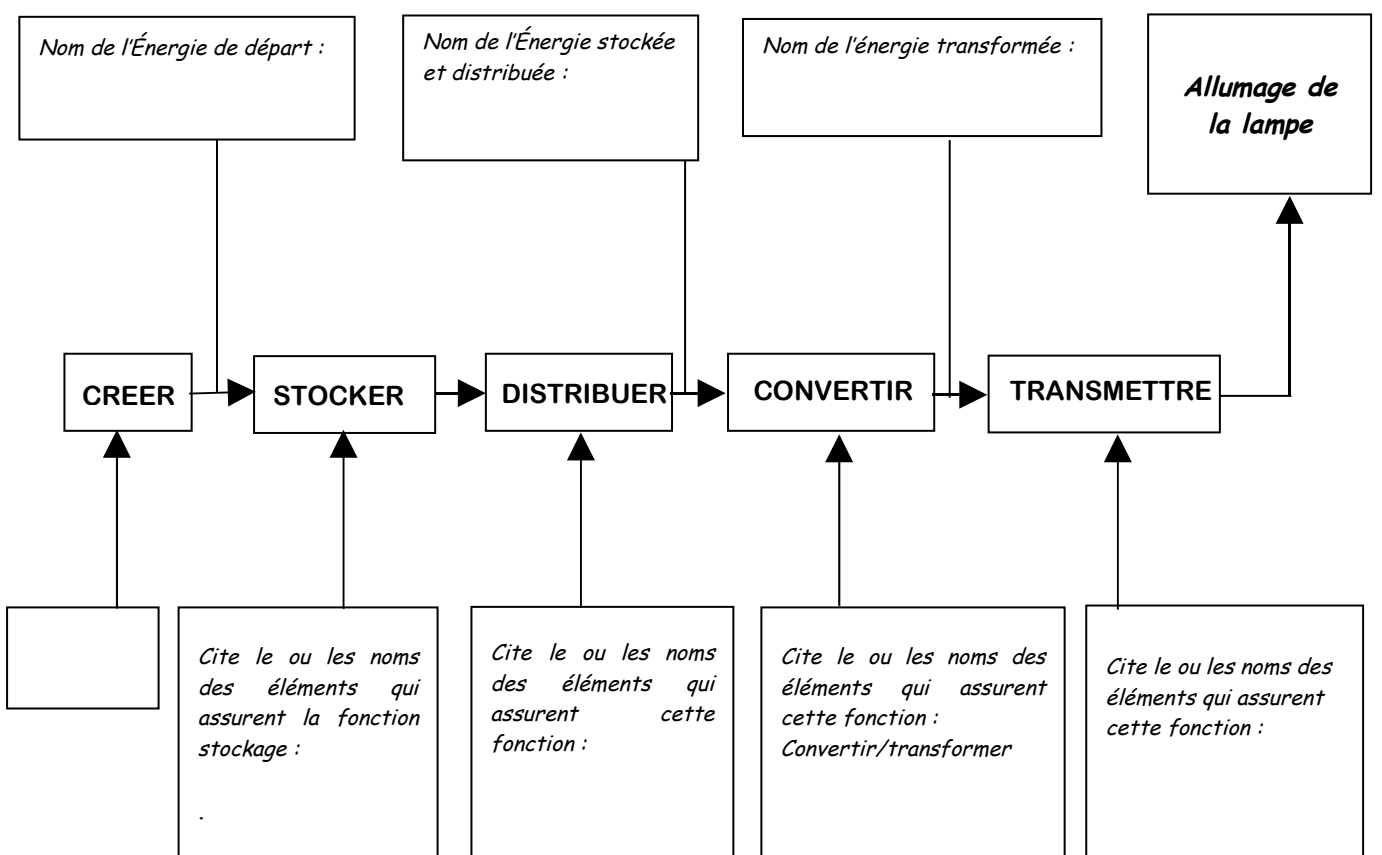 Nom de l'Énergie de départ :
Nom de l'Énergie stockée
et distribuée :
Nom de l'énergie transformée :
Allumage de
la lampe
CREER
STOCKER
DISTRIBUER
CONVERTIR
TRANSMETTRE
Cite le ou les noms
des éléments qui
assurent la fonction
stockage :
.
Cite le ou les noms
des éléments qui
assurent cette
fonction :
Cite le ou les noms des
éléments qui assurent
cette fonction :
Convertir/transformer
Cite le ou les noms des
éléments qui assurent
cette fonction :